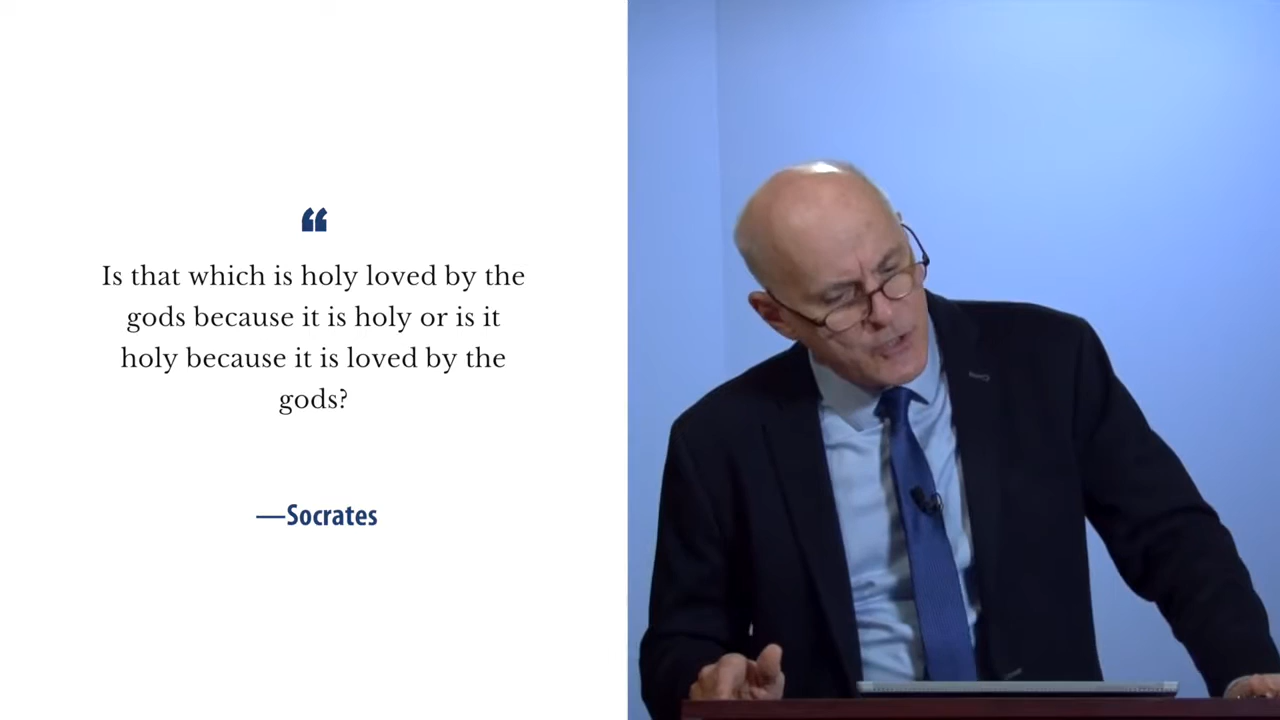 “
Is that which is holy loved by the
gods because it is holy or is it
holy because it is loved by the
gods?
—Socrates